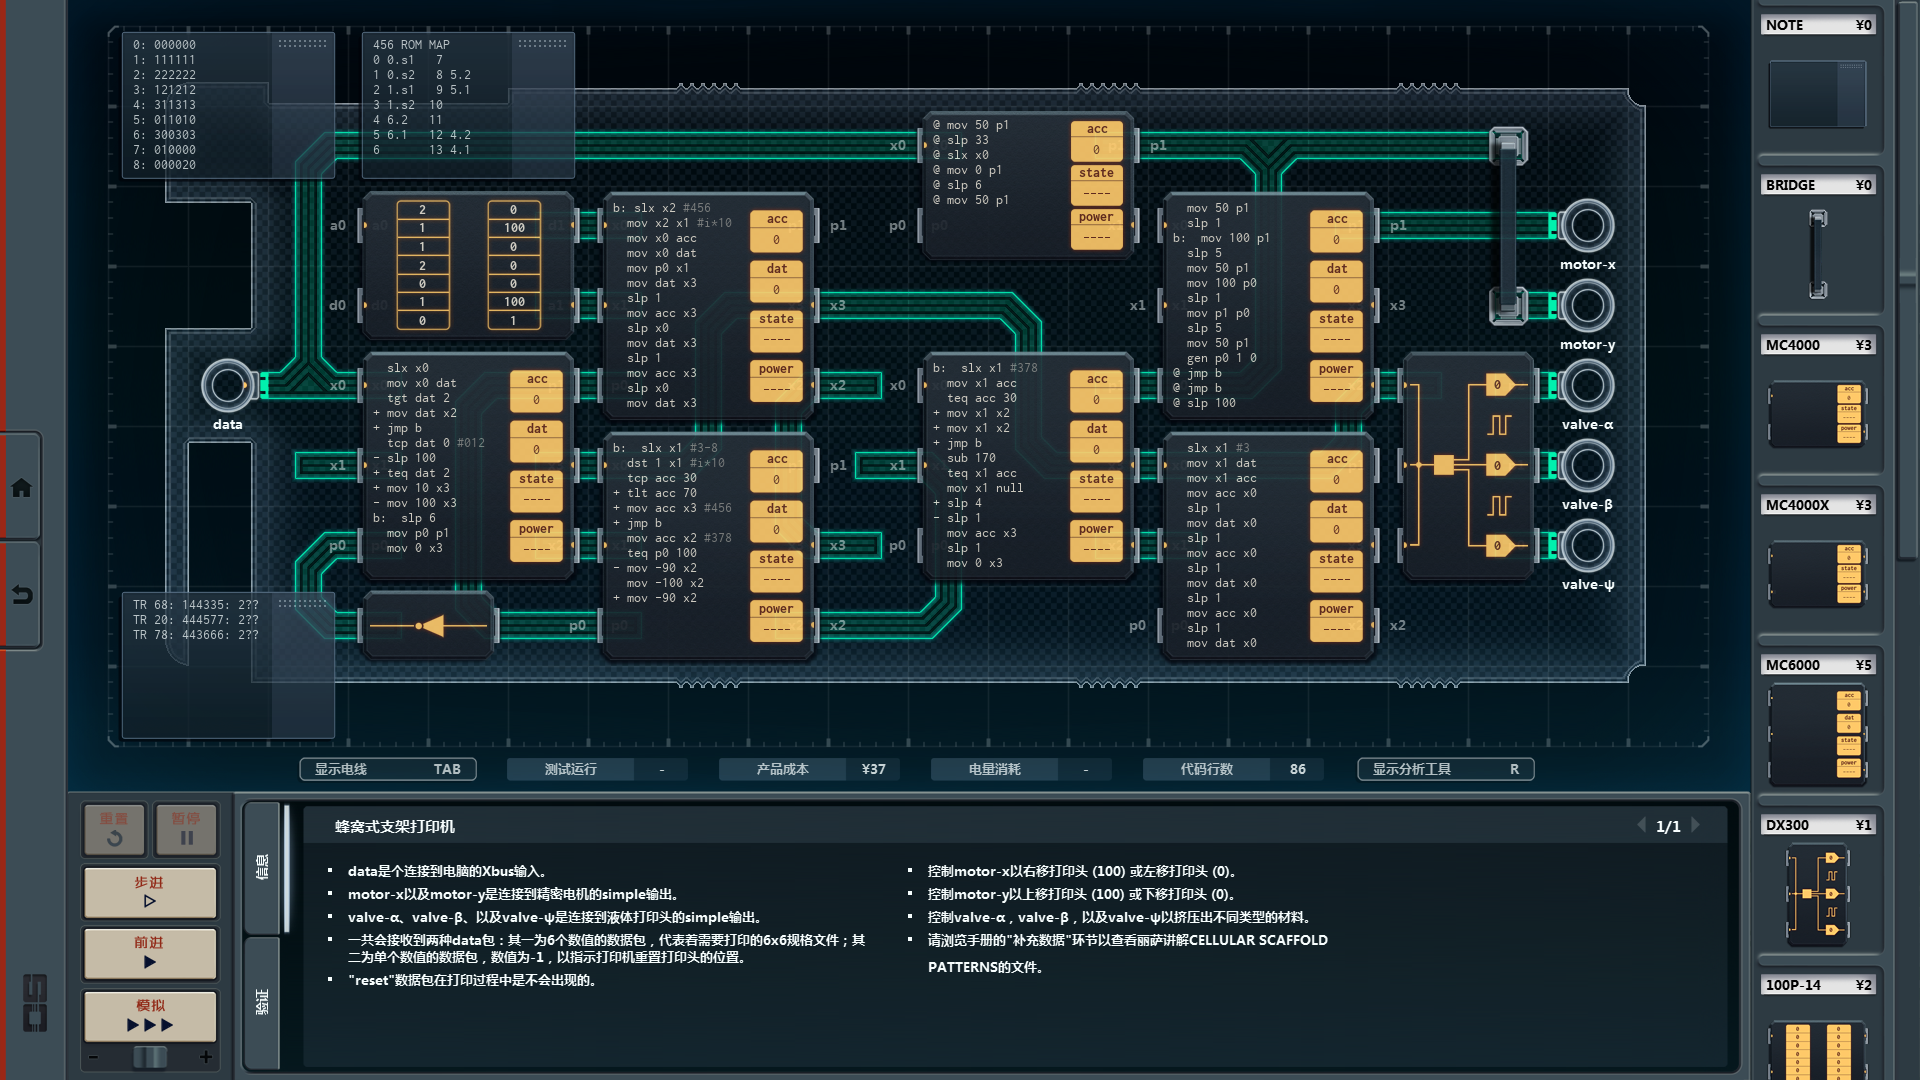 0: 000000
1: 111111
2: 222222
3: 121212
4: 311313
5: 011010
6: 300303
7: 010000
8: 000020
456 ROM MAP
0 0.s1 7
1 0.s2 8 5.2
2 1.s1 9 5.1
3 1.s2 10
4 6.2 11
5 6.1 12 4.2
6 13 4.1
@ mov 50 p1
@ slp 33
@ slx x0
@ mov 0 p1
@ slp 6
@ mov 50 p1
acc
0
state
----
power
----
x0
p1
p0
a0
d0
2 0
1 100
1 0
2 0
0 0
1 100
0 1
b: slx x2 #456
mov x2 x1 #i*10
mov x0 acc
mov x0 dat
mov p0 x1
mov dat x3
slp 1
mov acc x3
slp x0
mov dat x3
slp 1
mov acc x3
slp x0
mov dat x3
acc
0
dat
0
state
----
power
----
p1
x3
x2
mov 50 p1
slp 1
b: mov 100 p1
slp 5
mov 50 p1
mov 100 p0
slp 1
mov p1 p0
slp 5
mov 50 p1
gen p0 1 0
@ jmp b
@ jmp b
@ slp 100
acc
0
dat
0
state
----
power
----
x1
p1
x3
motor-x
motor-y
valve-α
valve-β
valve-ψ
data
slx x0
mov x0 dat
tgt dat 2
+ mov dat x2
+ jmp b
tcp dat 0 #012
- slp 100
+ teq dat 2
+ mov 10 x3
- mov 100 x3
b: slp 6
mov p0 p1
mov 0 x3
acc
0
dat
0
state
----
power
----
x0
x1
p0
b: slx x1 #3-8
dst 1 x1 #i*10
tcp acc 30
+ tlt acc 70
+ mov acc x3 #456
+ jmp b
mov acc x2 #378
teq p0 100
- mov -90 x2
mov -100 x2
+ mov -90 x2
acc
0
dat
0
state
----
power
----
p0
p1
x3
x2
b: slx x1 #378
mov x1 acc
teq acc 30
+ mov x1 x2
+ mov x1 x2
+ jmp b
sub 170
teq x1 acc
mov x1 null
+ slp 4
- slp 1
mov acc x3
slp 1
mov 0 x3
acc
0
dat
0
state
----
power
----
x0
x1
p0
slx x1 #3
mov x1 dat
mov x1 acc
mov acc x0
slp 1
mov dat x0
slp 1
mov acc x0
slp 1
mov dat x0
slp 1
mov acc x0
slp 1
mov dat x0
acc
0
dat
0
state
----
power
----
p0
x2
0
0
0
TR 68: 144335: 2??
TR 20: 444577: 2??
TR 78: 443666: 2??
显示电线 TAB
测试运行 -
产品成本 ¥37
电量消耗 -
代码行数 86
显示分析工具 R
重置
暂停
步进
前进
模拟
- +
信息
验证
蜂窝式支架打印机
1/1
▪ data是个连接到电脑的Xbus输入。
▪ motor-x以及motor-y是连接到精密电机的simple输出。
▪ valve-α、valve-β、以及valve-ψ是连接到液体打印头的simple输出。
▪ 一共会接收到两种data包：其一为6个数值的数据包，代表着需要打印的6x6规格文件；其
二为单个数值的数据包，数值为-1，以指示打印机重置打印头的位置。
▪ "reset"数据包在打印过程中是不会出现的。
▪ 控制motor-x以右移打印头 (100) 或左移打印头 (0)。
▪ 控制motor-y以上移打印头 (100) 或下移打印头 (0)。
▪ 控制valve-α，valve-β，以及valve-ψ以挤压出不同类型的材料。
▪ 请浏览手册的"补充数据"环节以查看丽萨讲解CELLULAR SCAFFOLD
PATTERNS的文件。
NOTE ¥0
BRIDGE ¥0
MC4000 ¥3
MC4000X ¥3
MC6000 ¥5
DX300 ¥1
100P-14 ¥2